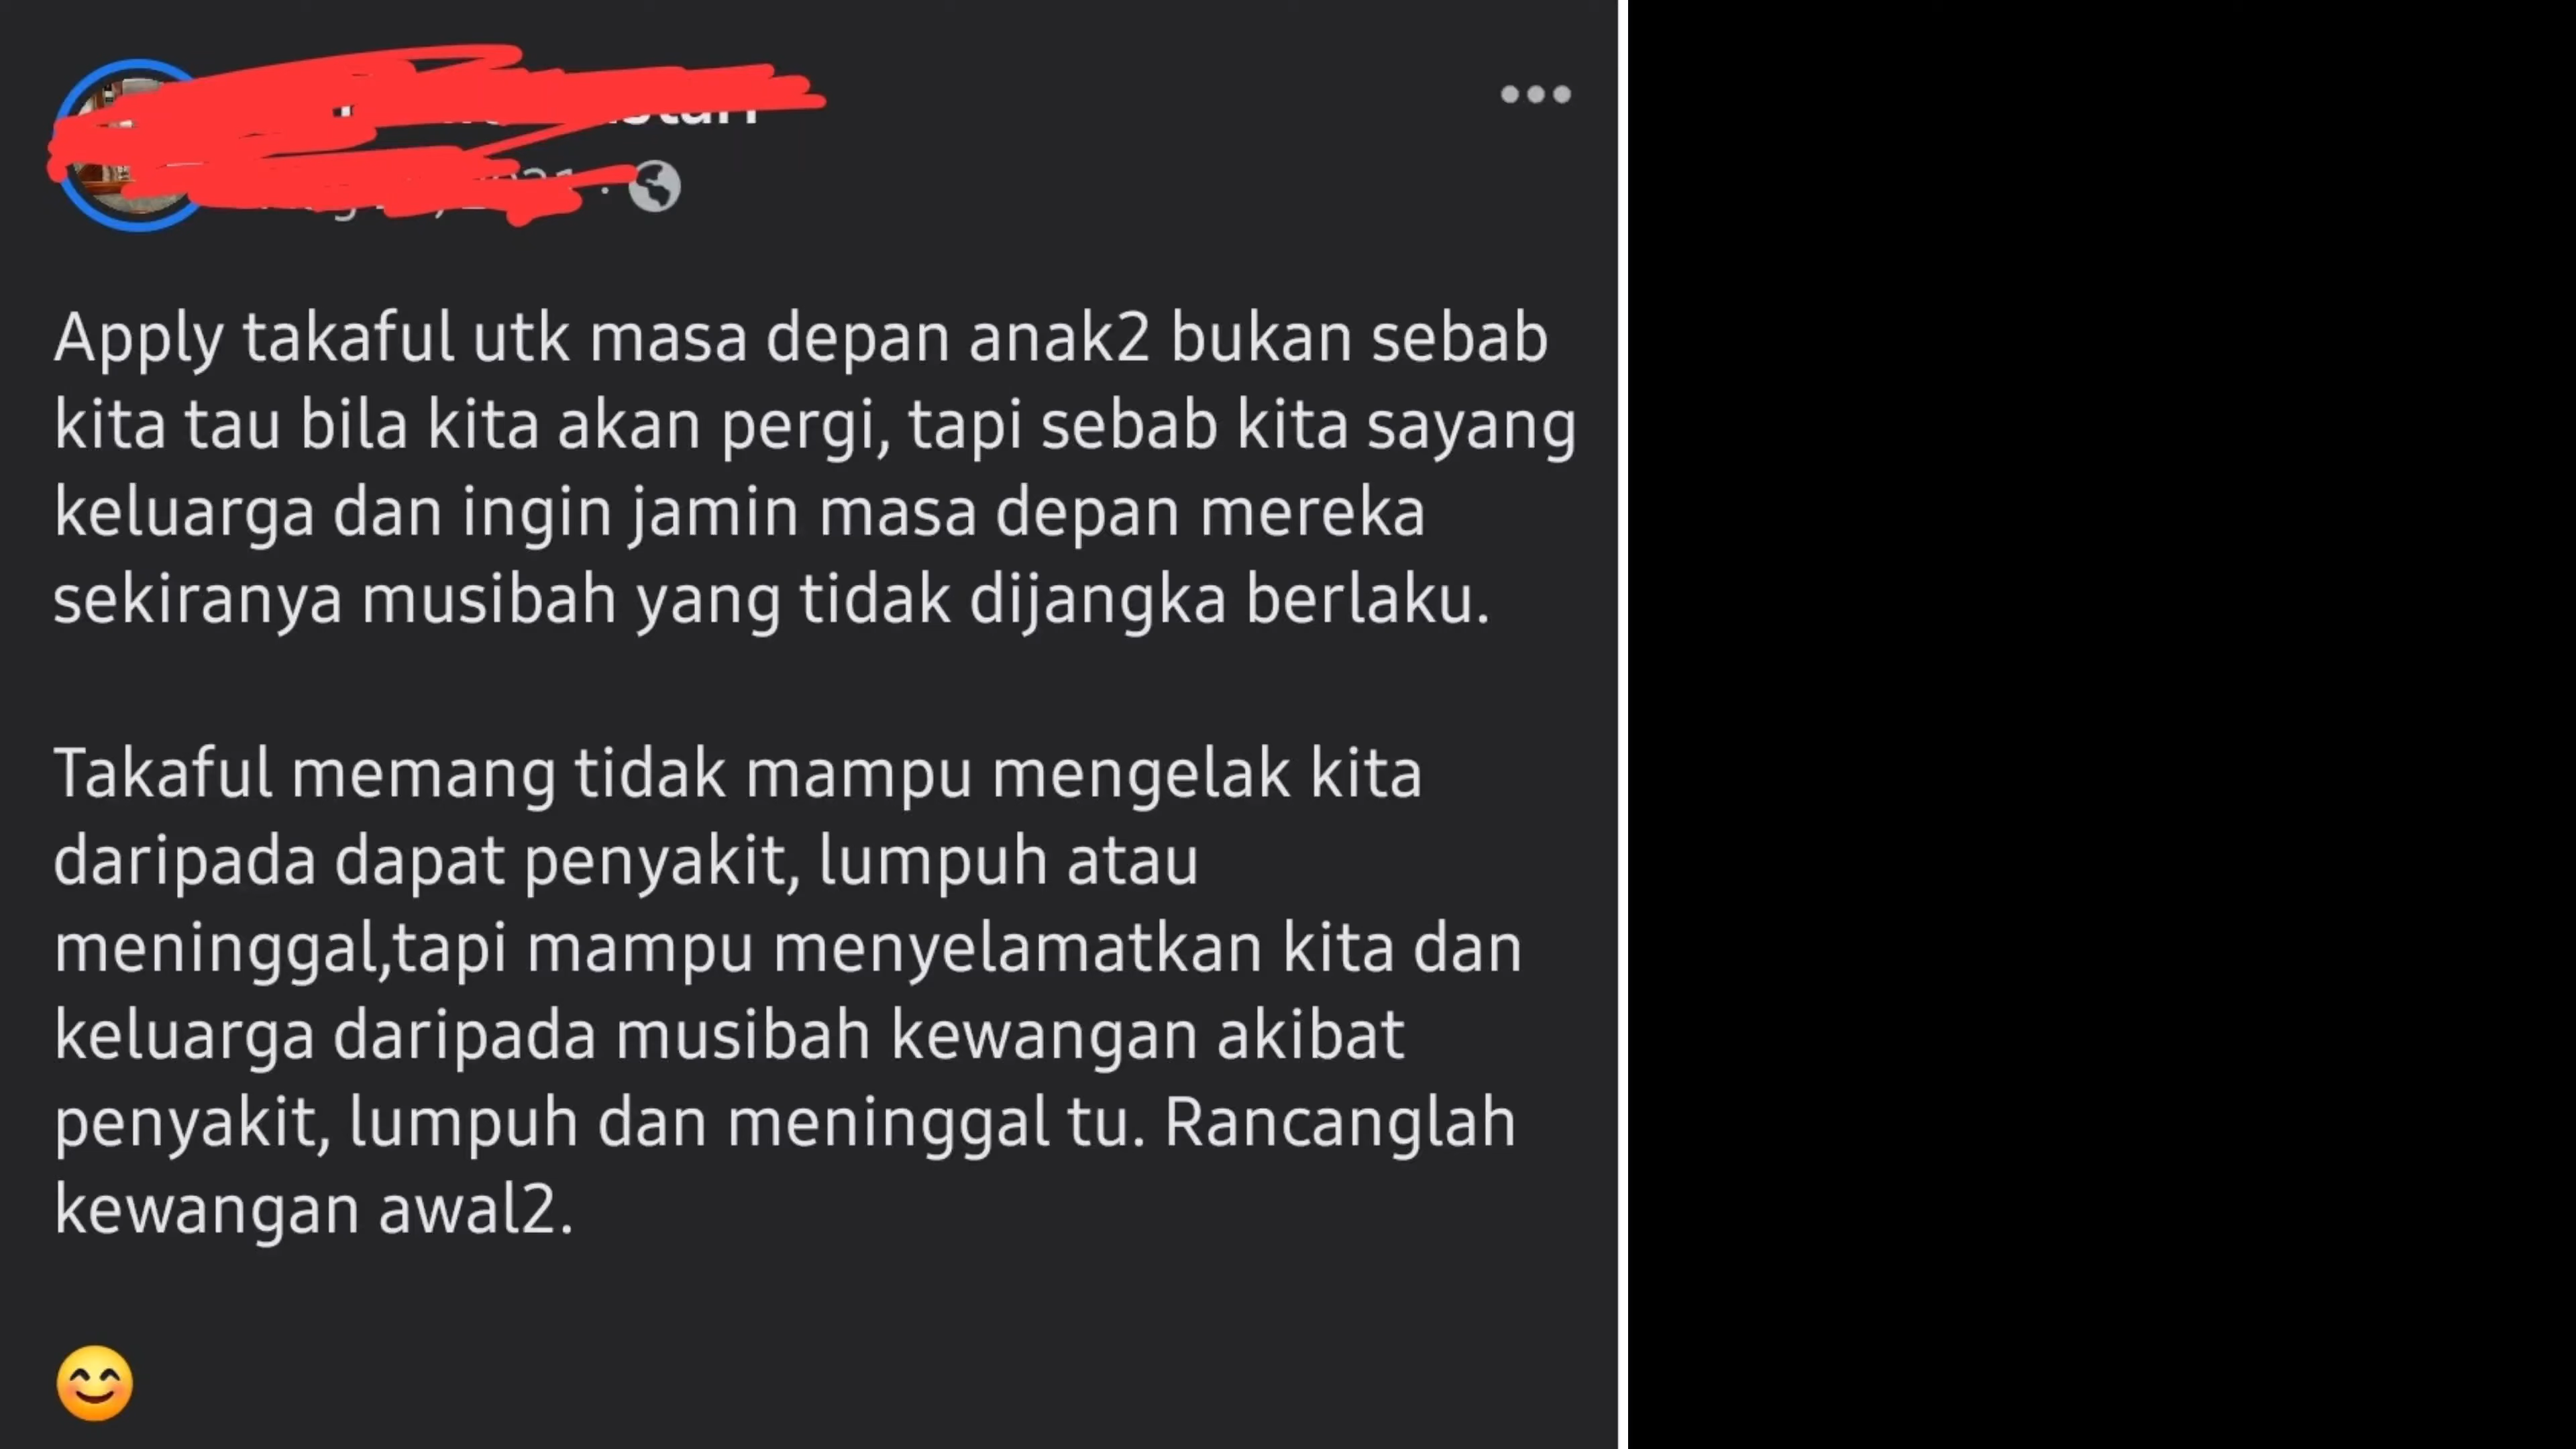 Apply takaful utk masa depan anak2 bukan sebab
kita tau bila kita akan pergi, tapi sebab kita sayang
keluarga dan ingin jamin masa depan mereka
sekiranya musibah yang tidak dijangka berlaku.
Takaful memang tidak mampu mengelak kita
daripada dapat penyakit, lumpuh atau
meninggal,tapi mampu menyelamatkan kita dan
keluarga daripada musibah kewangan akibat
penyakit, lumpuh dan meninggal tu. Rancanglah
kewangan awal2.
😊